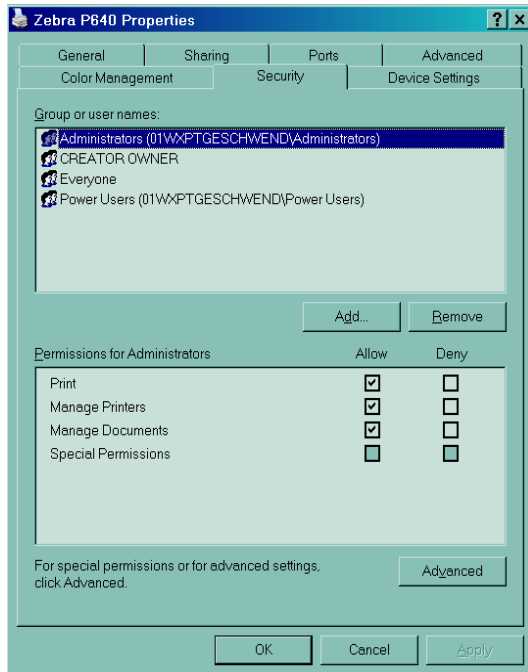 Zebra P640 Properties
General Sharing Ports Advanced
Color Management Security Device Settings
Group or user names:
Administrators (01WXPTGESCHWEND\Administrators)
CREATOR OWNER
Everyone
Power Users (01WXPTGESCHWEND\Power Users)
Add... Remove
Permissions for Administrators Allow Deny
Print
Manage Printers
Manage Documents
Special Permissions
For special permissions or for advanced settings,
click Advanced.
Advanced
OK Cancel Apply